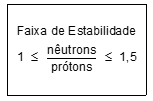 Faixa de Estabilidade
1 ≤ nêutrons/prótons ≤ 1,5